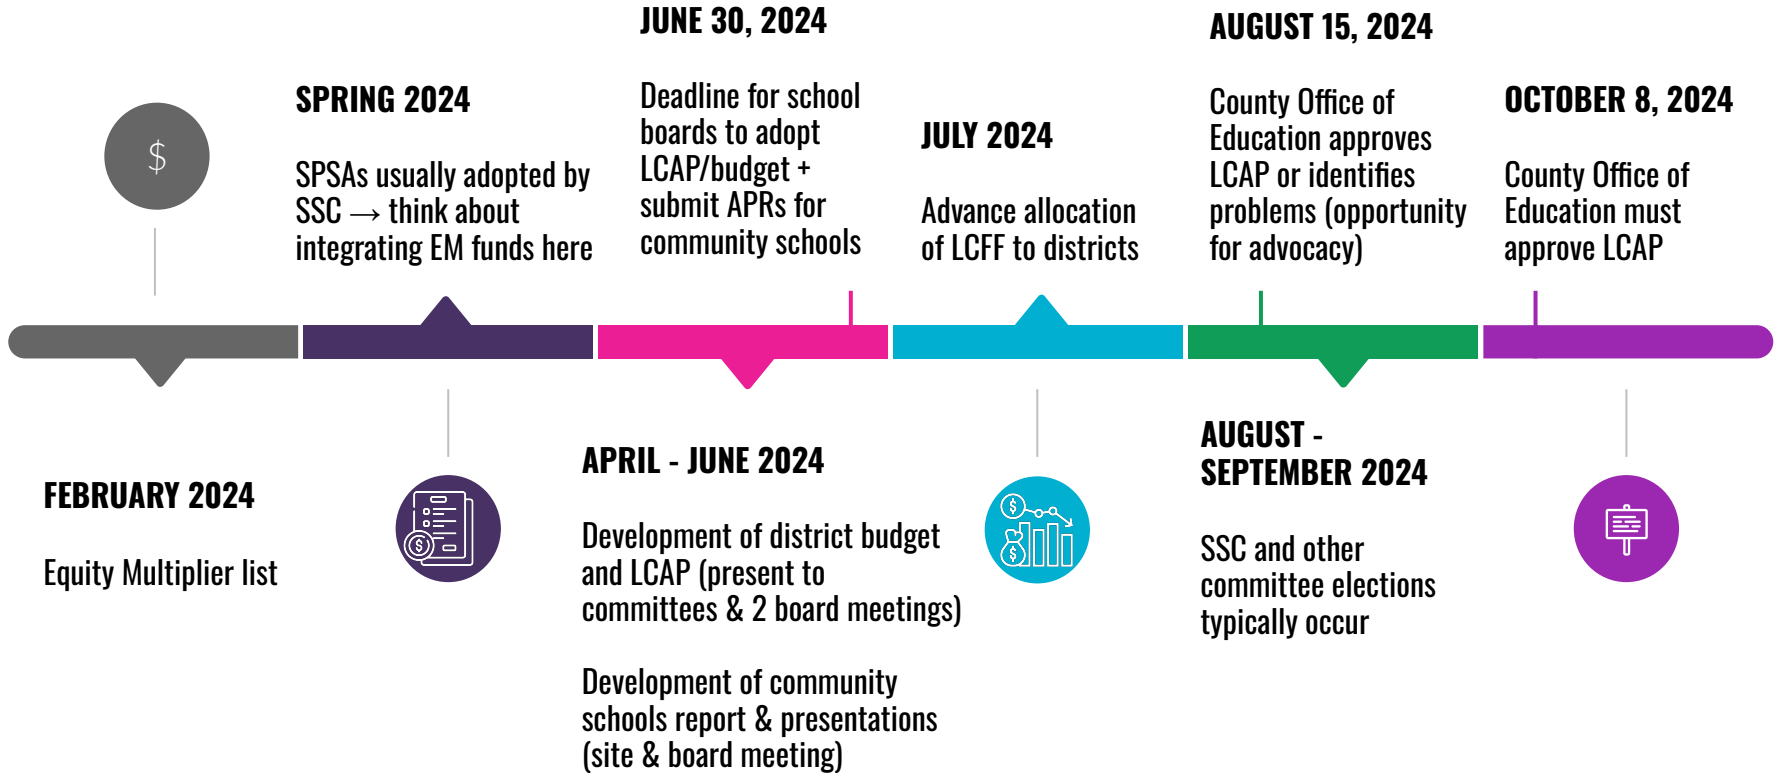 $
FEBRUARY 2024
Equity Multiplier list
SPRING 2024
SPSAs usually adopted by
SSC → think about
integrating EM funds here
$
JUNE 30, 2024
Deadline for school
boards to adopt
LCAP/budget +
submit APRs for
community schools
APRIL - JUNE 2024
Development of district budget
and LCAP (present to
committees & 2 board meetings)
Development of community
schools report & presentations
(site & board meeting)
JULY 2024
Advance allocation
of LCFF to districts
$
$
AUGUST 15, 2024
County Office of
Education approves
LCAP or identifies
problems (opportunity
for advocacy)
AUGUST -
SEPTEMBER 2024
SSC and other
committee elections
typically occur
OCTOBER 8, 2024
County Office of
Education must
approve LCAP